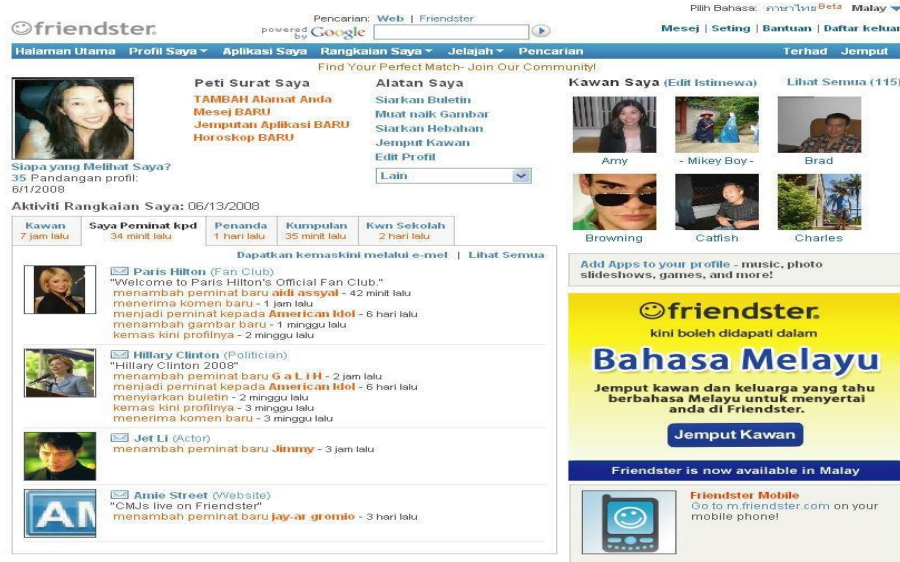 Pilih Bahasa: ภาษาไทย Beta Malay
friendster
Pencarian: Web | Friendster
powered by Google
Mesej | Seting | Bantuan | Daftar keluar
Halaman Utama Profil Saya Aplikasi Saya Rangkaian Saya Jelajah Pencarian Terhad Jemput
Find Your Perfect Match- Join Our Community!
Siapa yang Melihat Saya?
35 Pandangan profil:
6/1/2008
Peti Surat Saya
TAMBAH Alamat Anda
Mesej BARU
Jemputan Aplikasi BARU
Horoskop BARU
Alatan Saya
Siarkan Buletin
Muat naik Gambar
Siarkan Hebahan
Jemput Kawan
Edit Profil
Lain
Kawan Saya (Edit Istimewa) Lihat Semua (115)
Amy - Mikey Boy - Brad
Browning Catfish Charles
Aktiviti Rangkaian Saya: 06/13/2008
Kawan Saya Peminat kpd Penanda Kumpulan Kwn Sekolah
7 jam lalu 34 minit lalu 1 hari lalu 35 minit lalu 2 hari lalu
Dapatkan kemaskini melalui e-mel | Lihat Semua
Paris Hilton (Fan Club)
"Welcome to Paris Hilton's Official Fan Club."
menambah peminat baru aidi assyal - 42 minit lalu
menerima komen baru - 1 jam lalu
menjadi peminat kepada American Idol - 6 hari lalu
menambah gambar baru - 1 minggu lalu
kemas kini profilnya - 2 minggu lalu
Hillary Clinton (Politician)
"Hillary Clinton 2008"
menambah peminat baru G a L i H - 2 jam lalu
menjadi peminat kepada American Idol - 6 hari lalu
menyiarkan buletin - 2 minggu lalu
kemas kini profilnya - 3 minggu lalu
menerima komen baru - 3 minggu lalu
Jet Li (Actor)
menambah peminat baru Jimmy - 3 jam lalu
AM
Amie Street (Website)
"CMJs live on Friendster"
menambah peminat baru jay-ar gromio - 3 hari lalu
Add Apps to your profile - music, photo
slideshows, games, and more!
friendster
kini boleh didapati dalam
Bahasa Melayu
Jemput kawan dan keluarga yang tahu
berbahasa Melayu untuk menyertai
anda di Friendster.
Jemput Kawan
Friendster is now available in Malay
Friendster Mobile
Go to m.friendster.com on your
mobile phone!